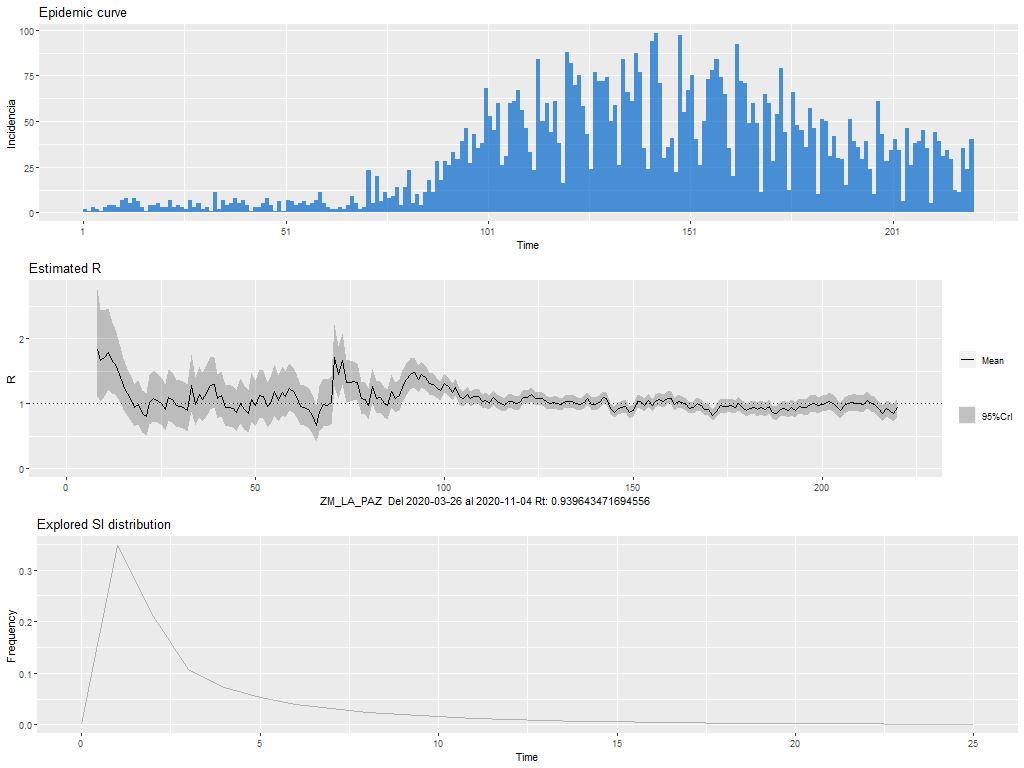 Epidemic curve
100
75
50
25
0
Incidencia
1 51 101 151 201
Time
Estimated R
2
1
0
R
Mean
95%CrI
0 50 100 150 200
ZM_LA_PAZ Del 2020-03-26 al 2020-11-04 Rt: 0.939643471694556
Explored SI distribution
0.3
0.2
0.1
0.0
Frequency
0 5 10 15 20 25
Time